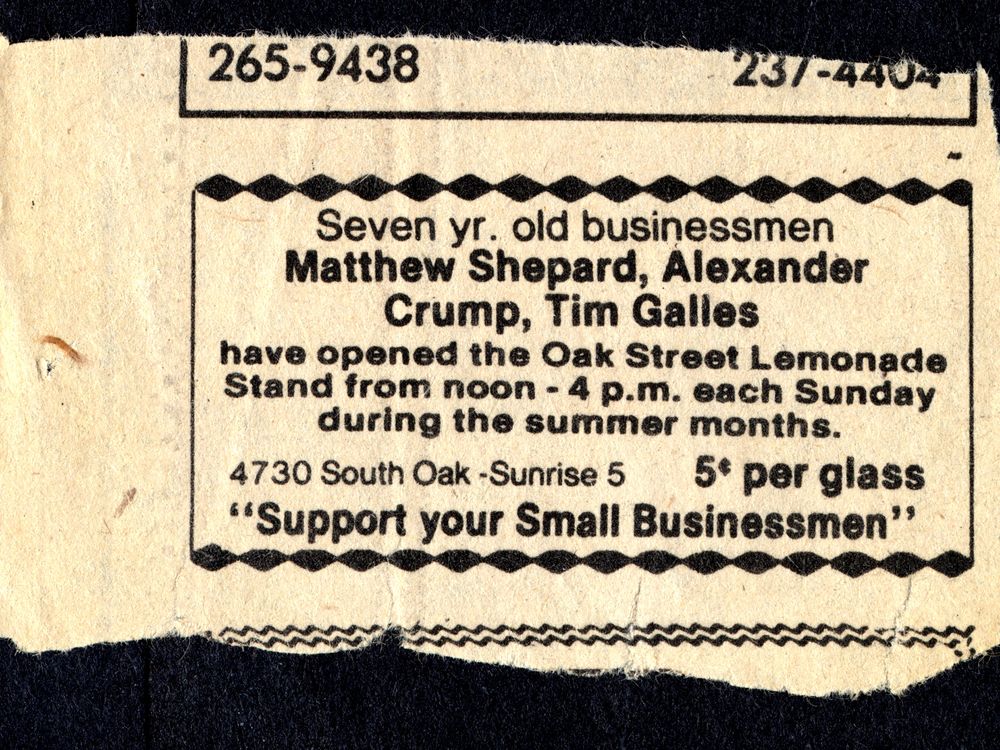 265-9438 237-4404
Seven yr. old businessmen
Matthew Shepard, Alexander
Crump, Tim Galles
have opened the Oak Street Lemonade
Stand from noon - 4 p.m. each Sunday
during the summer months.
4730 South Oak -Sunrise 5 5¢ per glass
“Support your Small Businessmen”